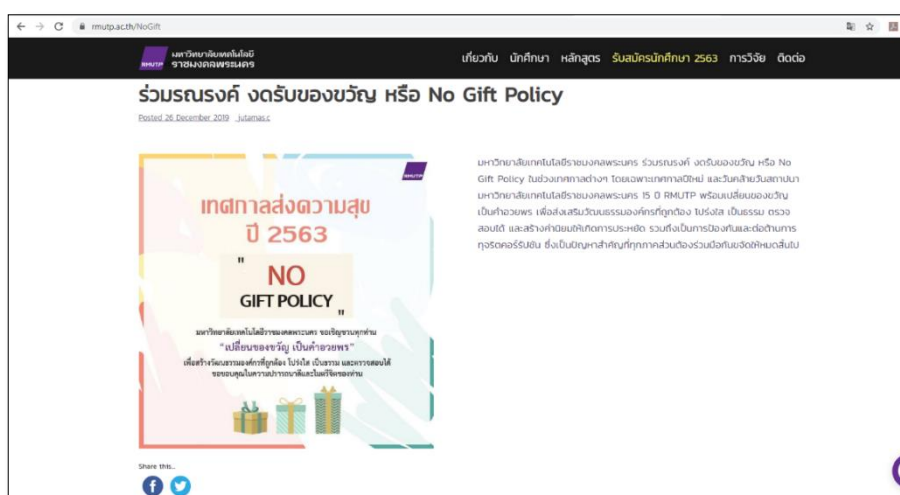 rmutp.ac.th/NoGift
RMUTP มหาวิทยาลัยเทคโนโลยี
ราชมงคลพระนคร
เกี่ยวกับ นักศึกษา หลักสูตร รับสมัครนักศึกษา 2563 การวิจัย ติดต่อ
ร่วมรณรงค์ งดรับของขวัญ หรือ No Gift Policy
Posted 26 December 2019 jutamas.c
RMUTP
เทศกาลส่งความสุข
ปี 2563
" NO
GIFT POLICY "
มหาวิทยาลัยเทคโนโลยีราชมงคลพระนคร ขอเชิญชวนทุกท่าน
"เปลี่ยนของขวัญ เป็นคำอวยพร"
เพื่อสร้างวัฒนธรรมองค์กรที่ถูกต้อง โปร่งใส เป็นธรรม และตรวจสอบได้
ขอขอบคุณในความปรารถนาดีและไมตรีจิตของท่าน
มหาวิทยาลัยเทคโนโลยีราชมงคลพระนคร ร่วมรณรงค์ งดรับของขวัญ หรือ No
Gift Policy ในช่วงเทศกาลต่างๆ โดยเฉพาะเทศกาลปีใหม่ และวันคล้ายวันสถาปนา
มหาวิทยาลัยเทคโนโลยีราชมงคลพระนคร 15 ปี RMUTP พร้อมเปลี่ยนของขวัญ
เป็นคำอวยพร เพื่อส่งเสริมวัฒนธรรมองค์กรที่ถูกต้อง โปร่งใส เป็นธรรม ตรวจ
สอบได้ และสร้างค่านิยมให้เกิดการประหยัด รวมถึงเป็นการป้องกันและต่อต้านการ
ทุจริตคอร์รัปชัน ซึ่งเป็นปัญหาสำคัญที่ทุกภาคส่วนต้องร่วมมือกันขจัดให้หมดสิ้นไป
Share this...